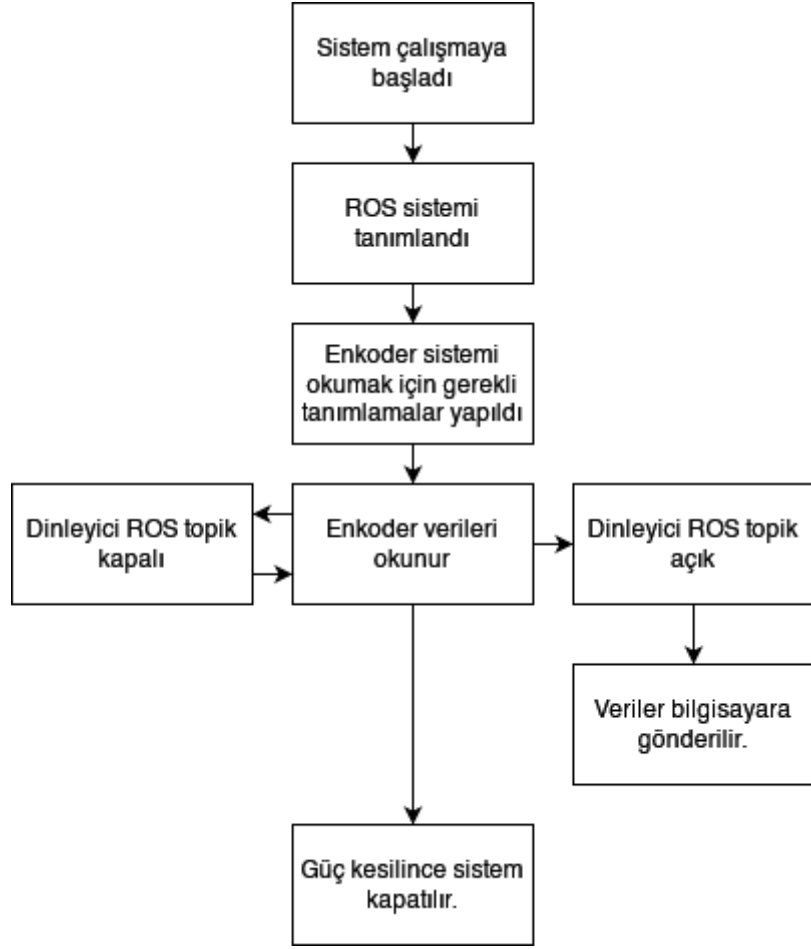 Sistem çalışmaya
başladı
ROS sistemi
tanımlandı
Enkoder sistemi
okumak için gerekli
tanımlamalar yapıldı
Dinleyici ROS topik
kapalı
Enkoder verileri
okunur
Dinleyici ROS topik
açık
Veriler bilgisayara
gönderilir.
Güç kesilince sistem
kapatılır.